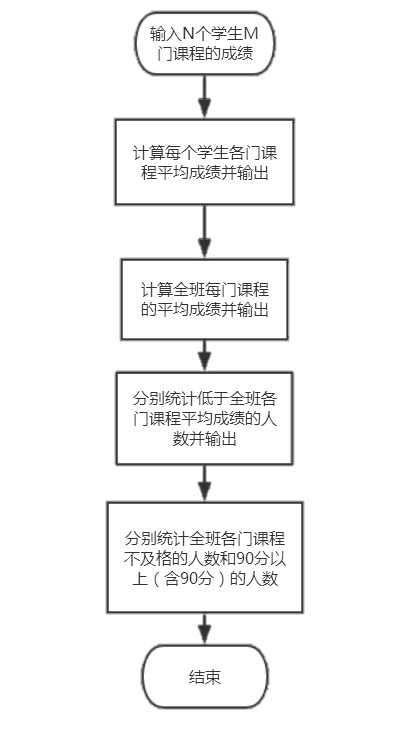 输入N个学生M
门课程的成绩
计算每个学生各门课
程平均成绩并输出
计算全班每门课程
的平均成绩并输出
分别统计低于全班各
门课程平均成绩的人
数并输出
分别统计全班各门课程
不及格的人数和90分以
上（含90分）的人数
结束